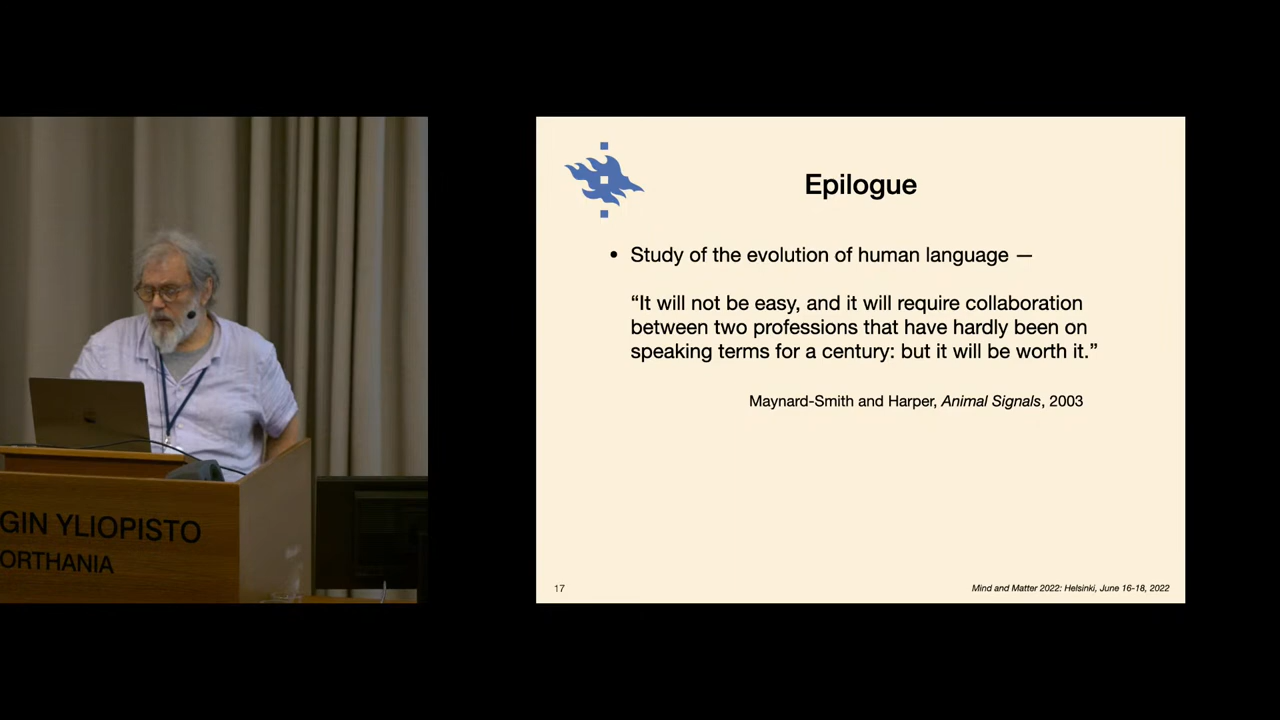 GIN YLIOPISTO
ORTHANIA
Epilogue
• Study of the evolution of human language —
“It will not be easy, and it will require collaboration
between two professions that have hardly been on
speaking terms for a century: but it will be worth it.”
Maynard-Smith and Harper, Animal Signals, 2003
17
Mind and Matter 2022: Helsinki, June 16-18, 2022